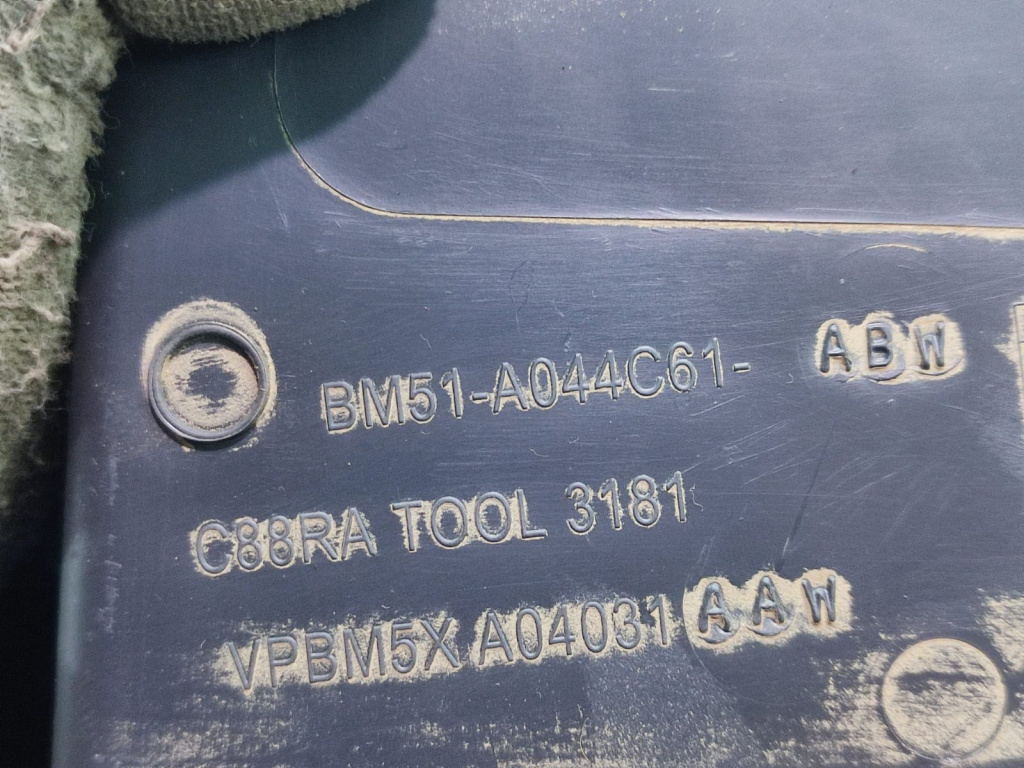 BM51-A044C61- ABW
C88RA TOOL 3181
VPBM5X A04031 AAW